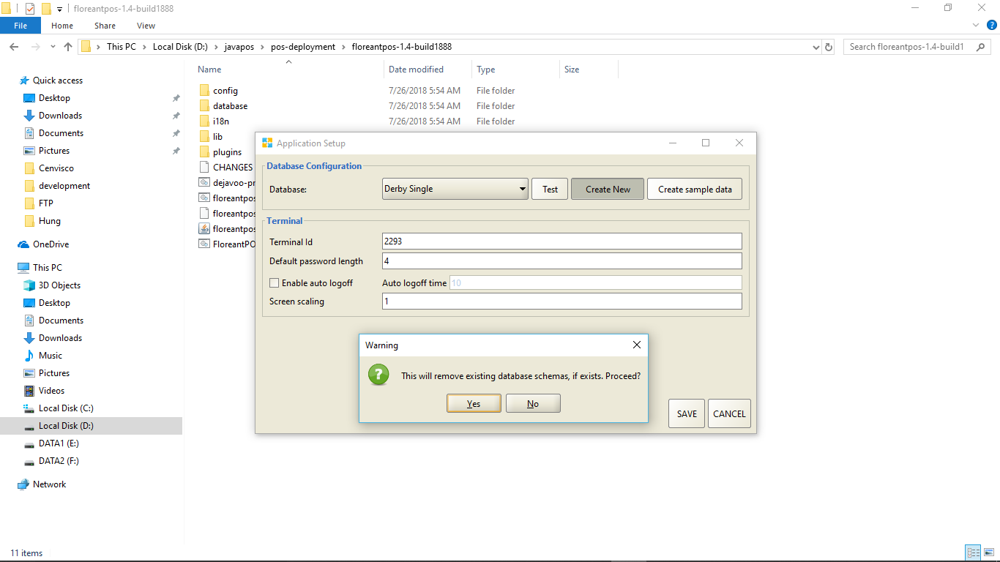 floreantpos-1.4-build1888
File Home Share View
This PC Local Disk (D:) javapos pos-deployment floreantpos-1.4-build1888
Search floreantpos-1.4-build1
Name Date modified Type Size
Quick access
Desktop
Downloads
Documents
Pictures
Cenvisco
development
FTP
Hung
OneDrive
This PC
3D Objects
Desktop
Documents
Downloads
Music
Pictures
Videos
Local Disk (C:)
Local Disk (D:)
DATA1 (E:)
DATA2 (F:)
Network
config 7/26/2018 5:54 AM File folder
database 7/26/2018 5:54 AM File folder
i18n 7/26/2018 5:54 AM File folder
lib
plugins
CHANGES
dejavoo-pr
floreantpos
floreantpos
floreantpos
FloreantPO
Application Setup
Database Configuration
Database: Derby Single Test Create New Create sample data
Terminal
Terminal Id 2293
Default password length 4
Enable auto logoff Auto logoff time 10
Screen scaling 1
Warning
This will remove existing database schemas, if exists. Proceed?
Yes No
SAVE CANCEL
11 items